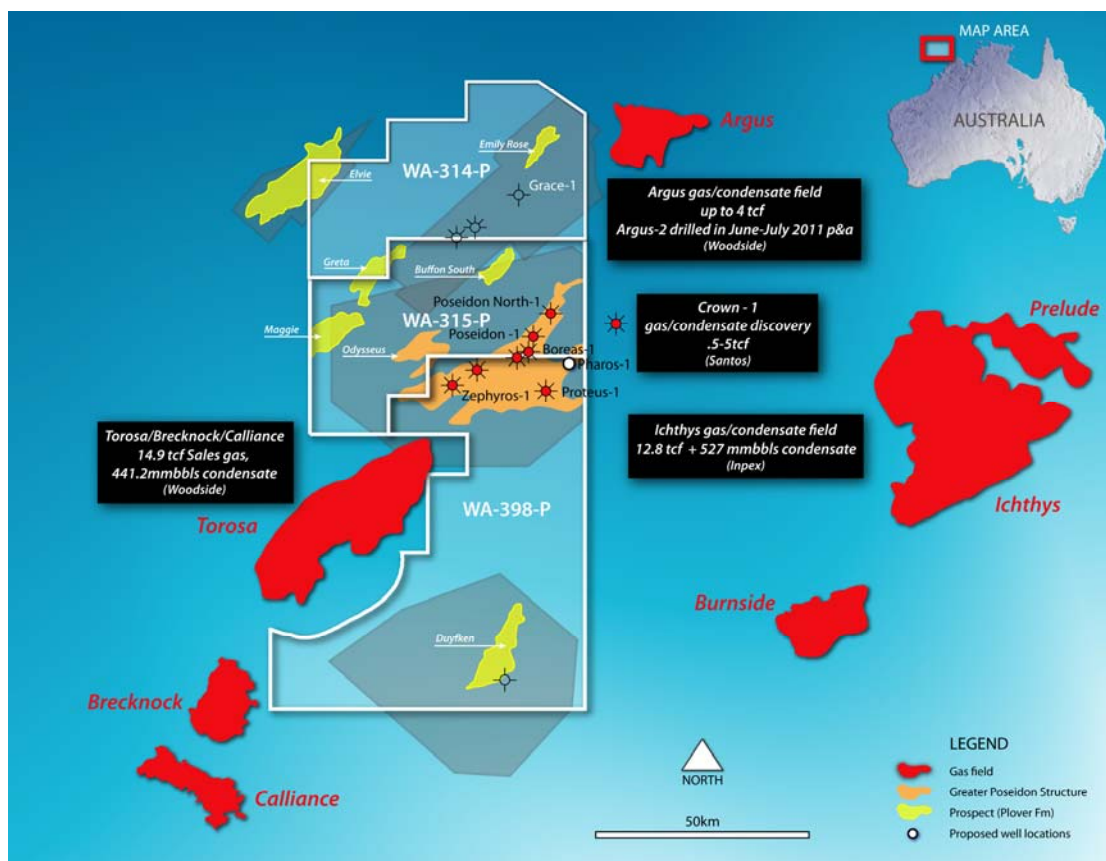 MAP AREA
AUSTRALIA
Argus
Emily Rose
WA-314-P
Elvie
Grace-1
Argus gas/condensate field
up to 4 tcf
Argus-2 drilled in June-July 2011 p&a
(Woodside)
Greta
Buffon South
Poseidon North-1
WA-315-P
Maggie
Poseidon -1
Odysseus
Boreas-1
Pharos-1
Zephyros-1
Proteus-1
Crown - 1
gas/condensate discovery
.5-5tcf
(Santos)
Prelude
Ichthys gas/condensate field
12.8 tcf + 527 mmbbls condensate
(Inpex)
Ichthys
Torosa/Brecknock/Calliance
14.9 tcf Sales gas,
441.2mmbbls condensate
(Woodside)
Torosa
WA-398-P
Burnside
Duyfken
Brecknock
Calliance
NORTH
50km
LEGEND
Gas field
Greater Poseidon Structure
Prospect (Plover Fm)
Proposed well locations